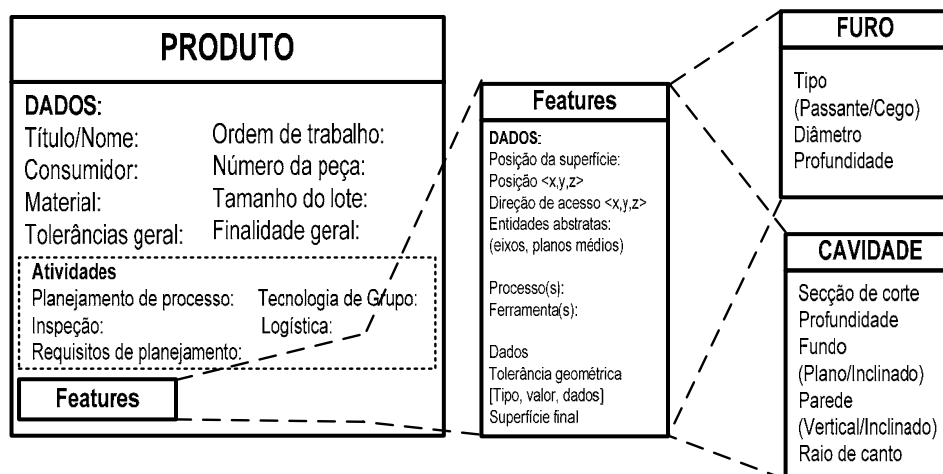 PRODUTO
DADOS:
Título/Nome:
Consumidor:
Material:
Tolerâncias geral:
Ordem de trabalho:
Número da peça:
Tamanho do lote:
Finalidade geral:
Atividades
Planejamento de processo: Tecnologia de Grupo:
Inspeção: Logística:
Requisitos de planejamento:
Features
Features
DADOS:
Posição da superfície:
Posição <x,y,z>
Direção de acesso <x,y,z>
Entidades abstratas:
(eixos, planos médios)
Processo(s):
Ferramenta(s):
Dados
Tolerância geométrica
[Tipo, valor, dados]
Superfície final
FURO
Tipo
(Passante/Cego)
Diâmetro
Profundidade
CAVIDADE
Secção de corte
Profundidade
Fundo
(Plano/Inclinado)
Parede
(Vertical/Inclinado)
Raio de canto